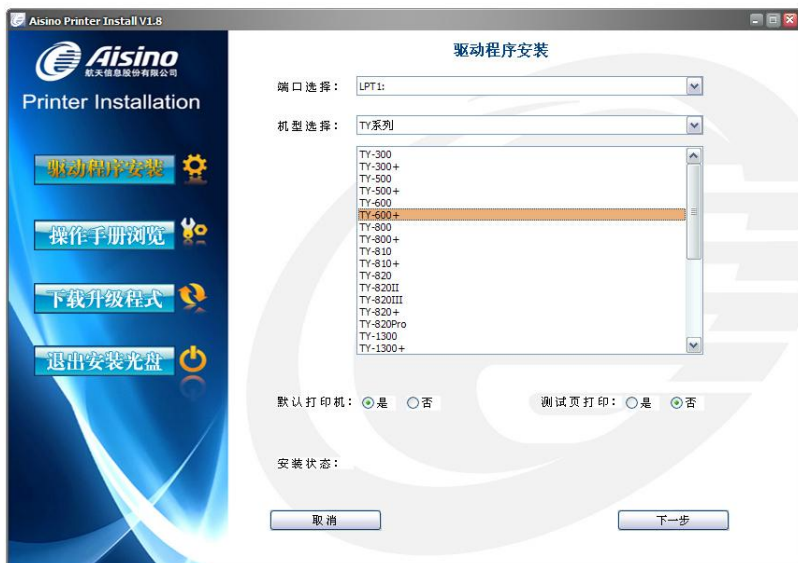 Aisino Printer Install V1.8
Aisino
航天信息股份有限公司
Printer Installation
驱动程序安装
操作手册浏览
下载升级程式
退出安装光盘
驱动程序安装
端口选择: LPT1:
机型选择: TY系列
TY-300
TY-300+
TY-500
TY-500+
TY-600
TY-600+
TY-800
TY-800+
TY-810
TY-810+
TY-820
TY-820II
TY-820III
TY-820+
TY-820Pro
TY-1300
TY-1300+
默认打印机: 是 否 测试页打印: 是 否
安装状态:
取消 下一步